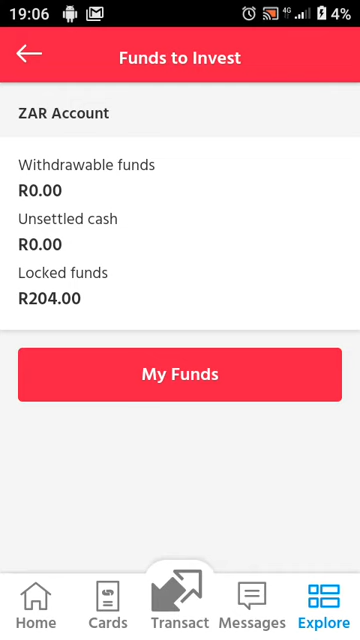 19:06 4G 4%
Funds to Invest
ZAR Account
Withdrawable funds
R0.00
Unsettled cash
R0.00
Locked funds
R204.00
My Funds
Home Cards Transact Messages Explore